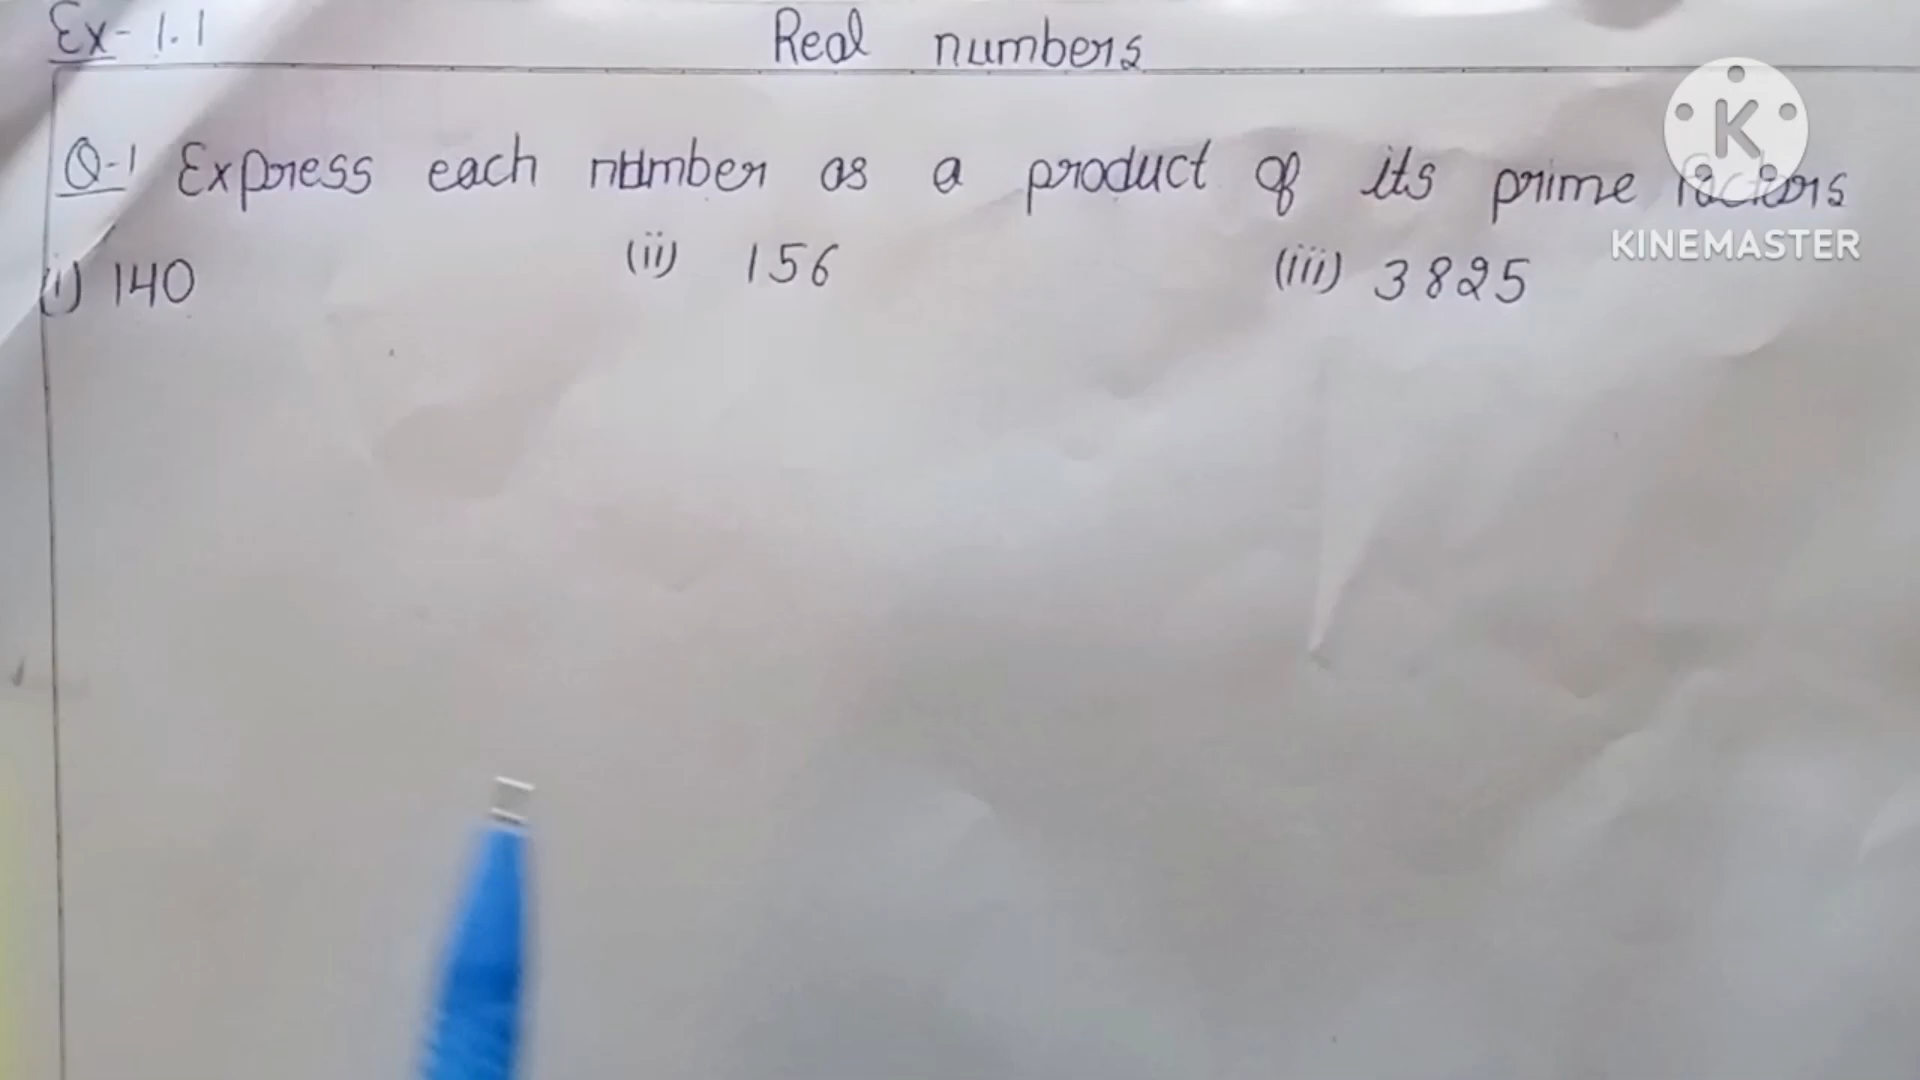 Ex-1.1 Real numbers
Q-1 Express each number as a product of its prime factors
(i) 140 (ii) 156 (iii) 3825
K
KINEMASTER